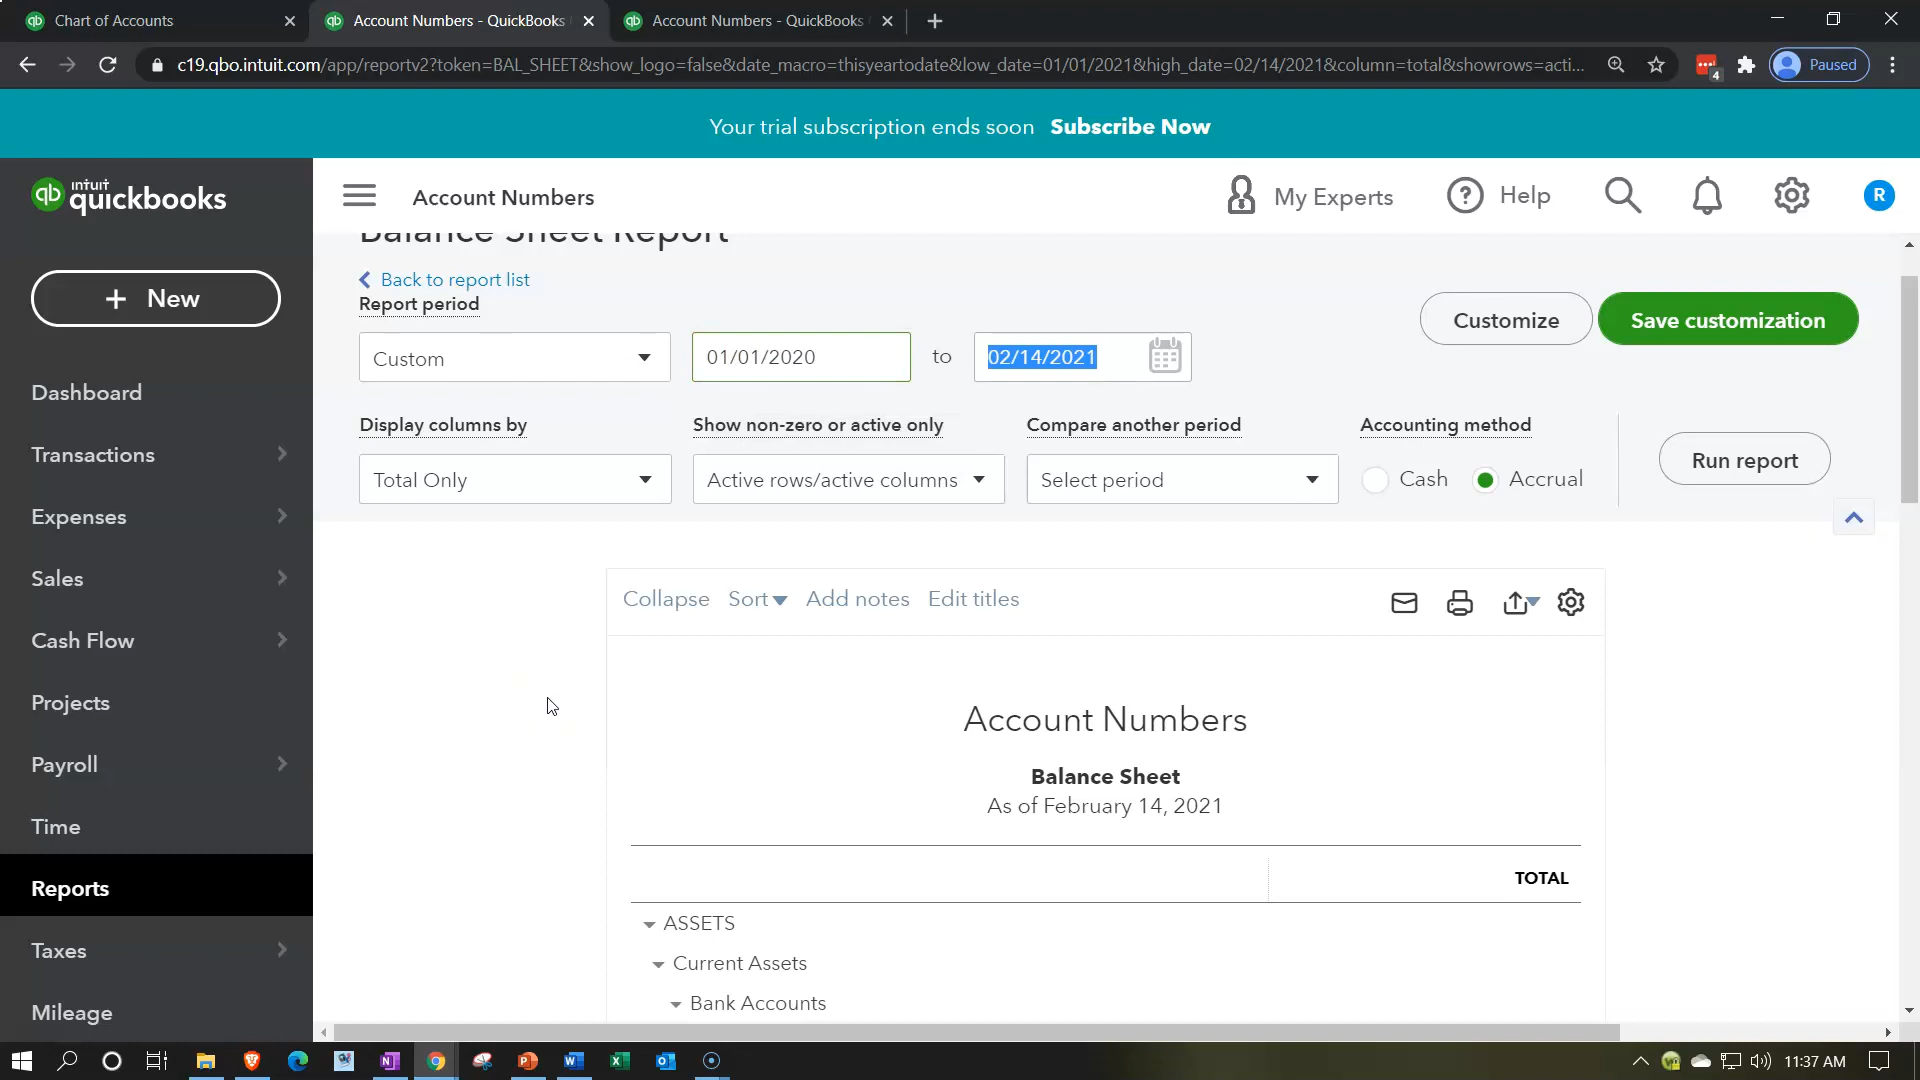 Chart of Accounts
Account Numbers - QuickBooks
Account Numbers - QuickBooks
c19.qbo.intuit.com/app/reportv2?token=BAL_SHEET&show_logo=false&date_macro=thisyeartodate&low_date=01/01/2021&high_date=02/14/2021&column=total&showrows=acti...
4
Paused
Your trial subscription ends soon Subscribe Now
qb intuit quickbooks
Account Numbers
My Experts
Help
R
+ New
Dashboard
Transactions
Expenses
Sales
Cash Flow
Projects
Payroll
Time
Reports
Taxes
Mileage
Balance Sheet Report
Back to report list
Report period
Custom
01/01/2020
to
02/14/2021
Customize
Save customization
Display columns by
Show non-zero or active only
Compare another period
Accounting method
Total Only
Active rows/active columns
Select period
Cash
Accrual
Run report
Collapse
Sort
Add notes
Edit titles
Account Numbers
Balance Sheet
As of February 14, 2021
TOTAL
ASSETS
Current Assets
Bank Accounts
11:37 AM